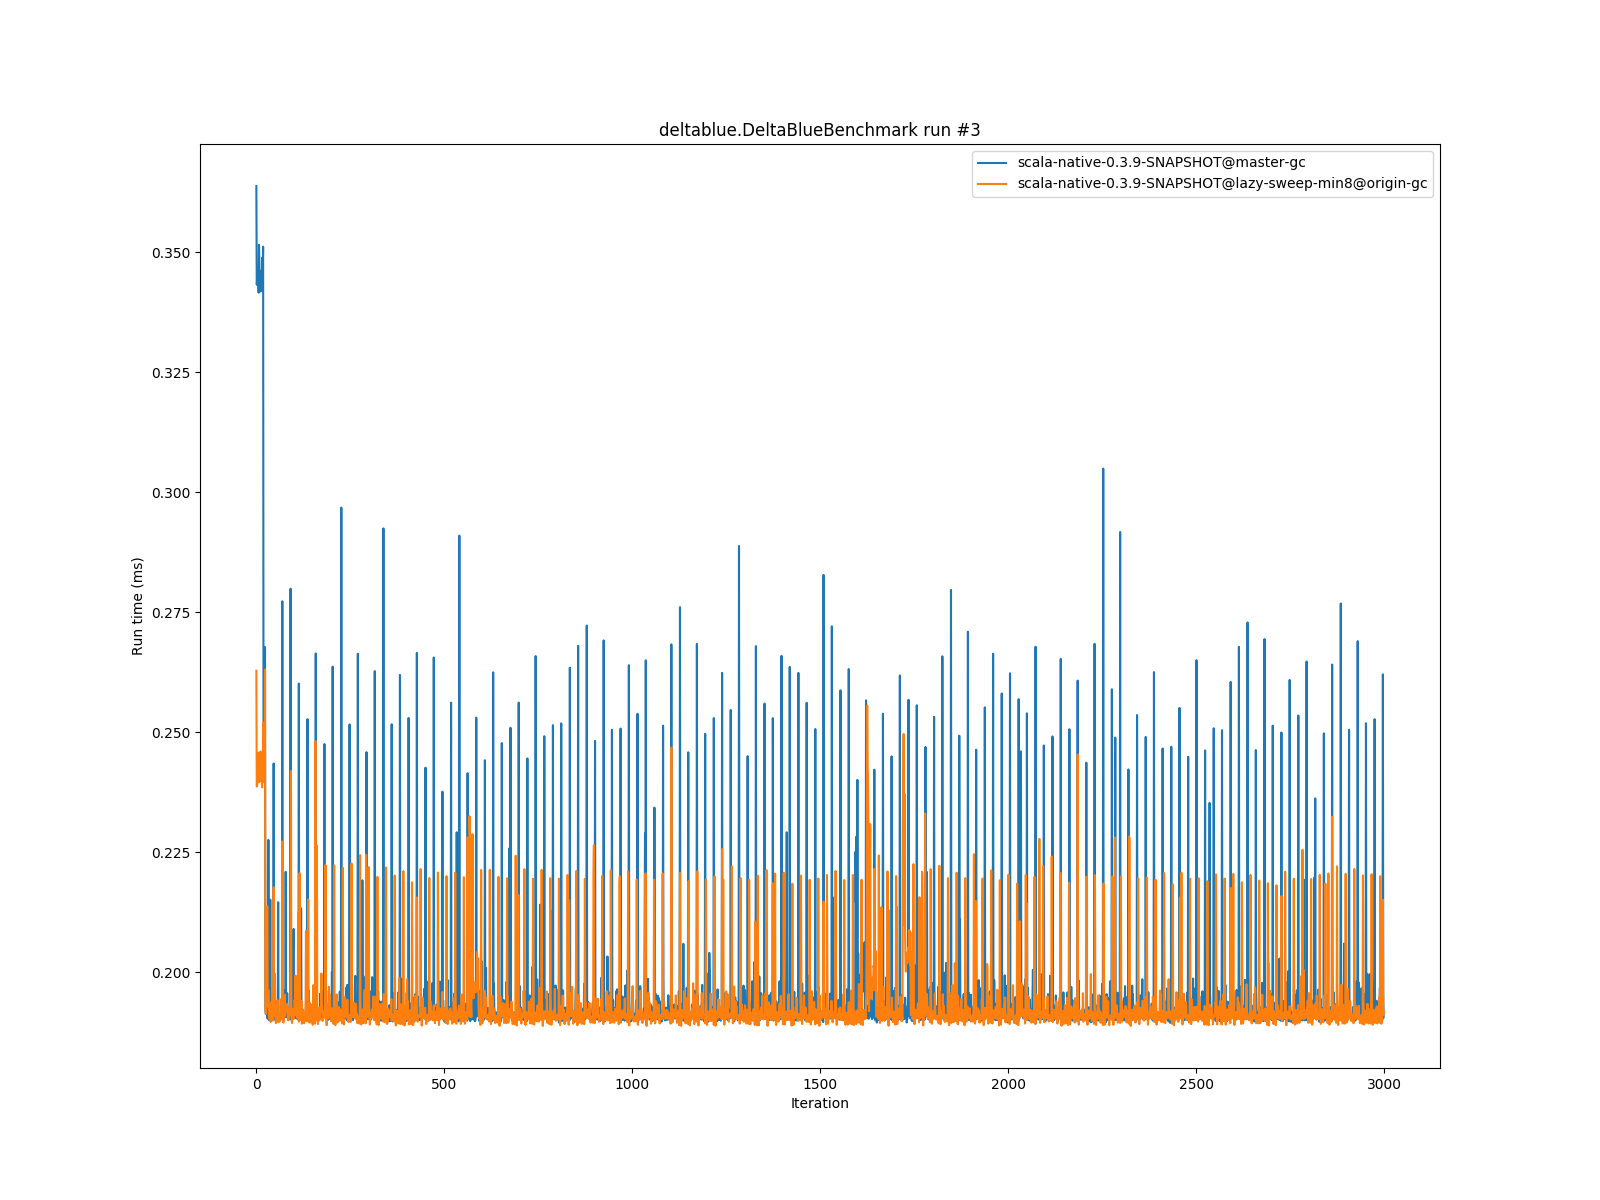 deltablue.DeltaBlueBenchmark run #3
scala-native-0.3.9-SNAPSHOT@master-gc
scala-native-0.3.9-SNAPSHOT@lazy-sweep-min8@origin-gc
0.350
0.325
0.300
0.275
0.250
0.225
0.200
Run time (ms)
0 500 1000 1500 2000 2500 3000
Iteration